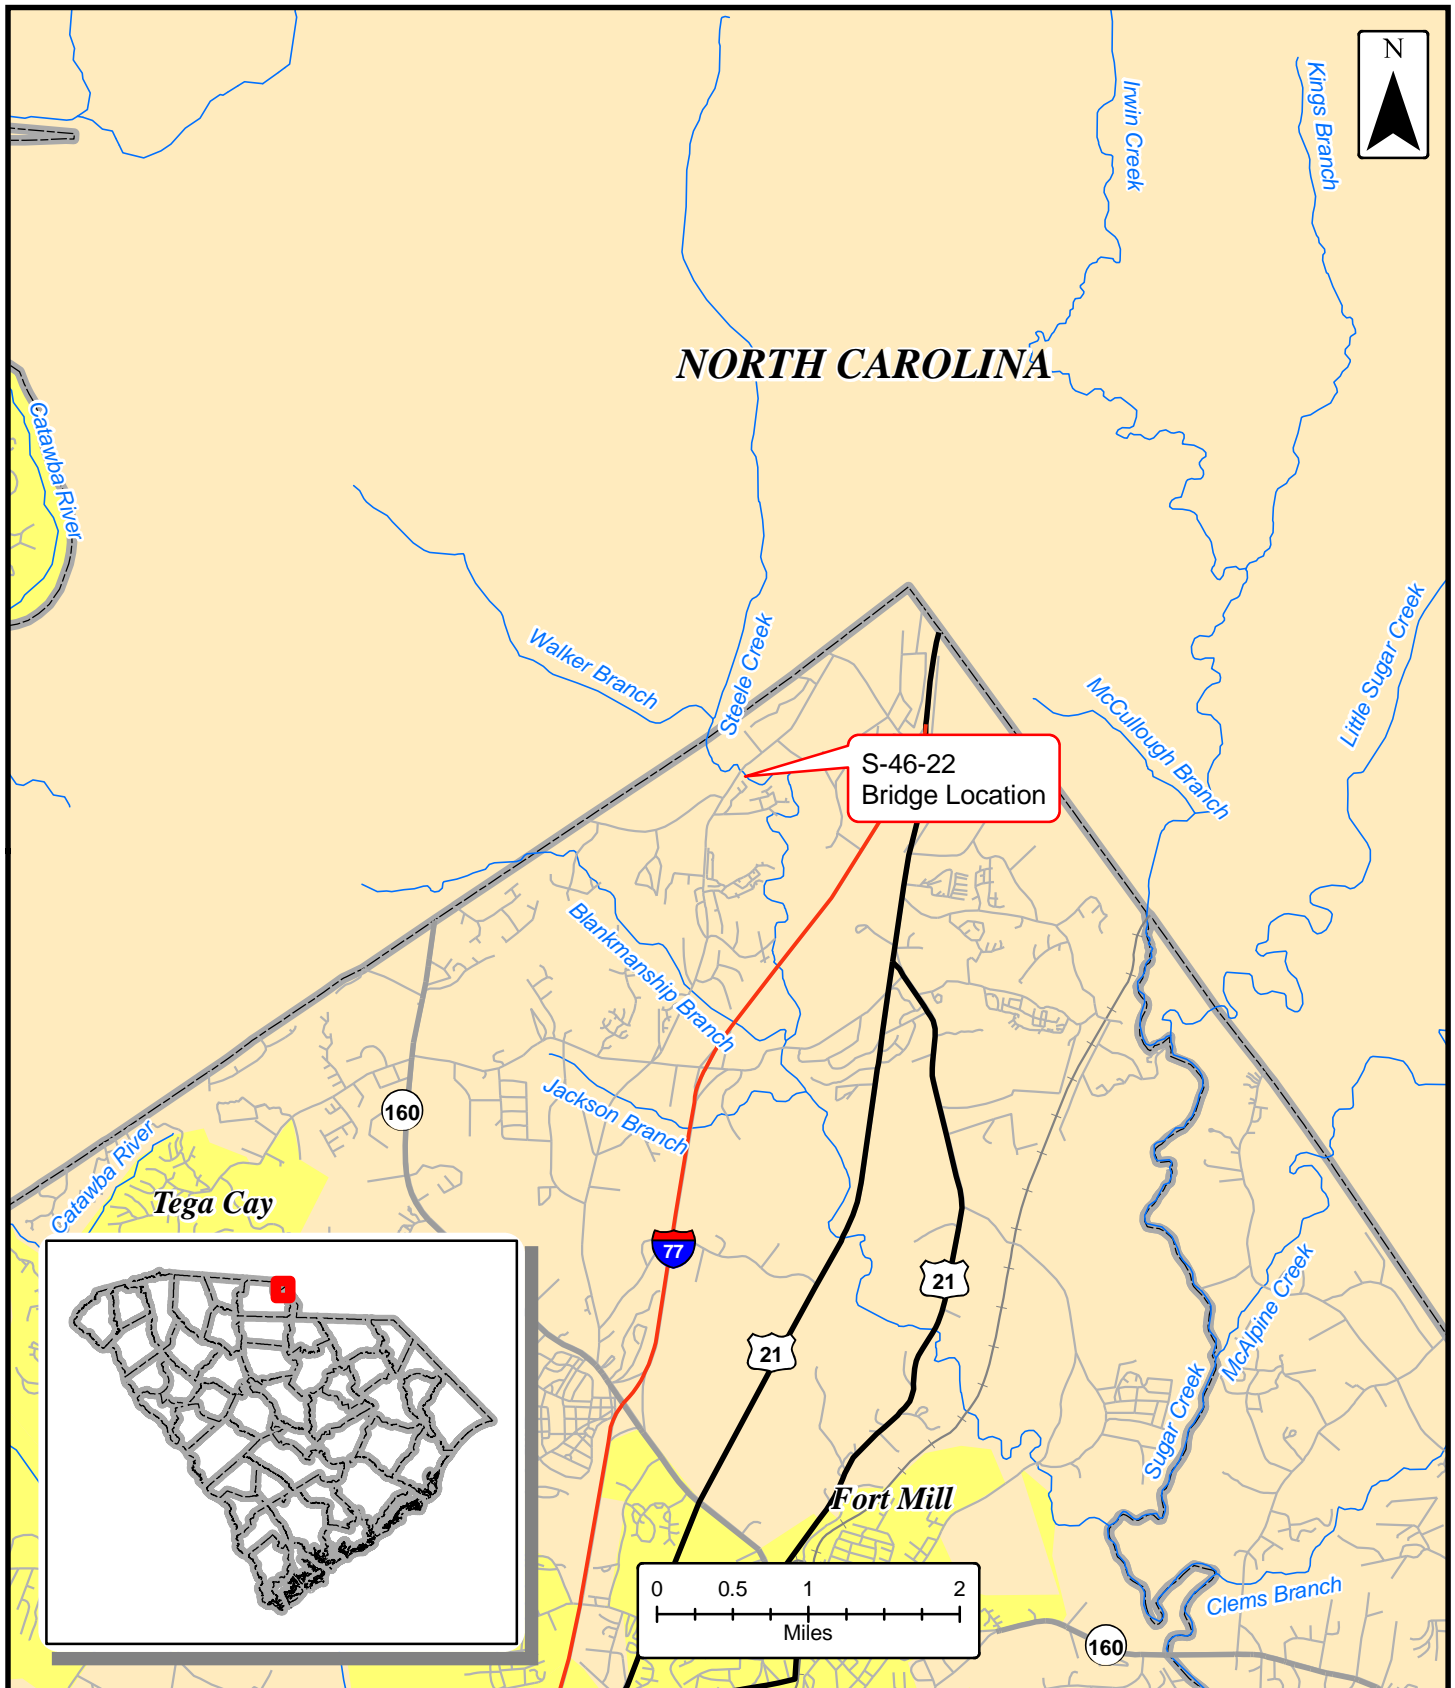 N
Irwin Creek
Kings Branch
NORTH CAROLINA
Catawba River
Walker Branch
Steele Creek
Little Sugar Creek
McCullough Branch
S-46-22
Bridge Location
Blankmanship Branch
Jackson Branch
160
Catawba River
Tega Cay
77
21
21
McAlpine Creek
Sugar Creek
Fort Mill
0 0.5 1 2
Miles
Clems Branch
160